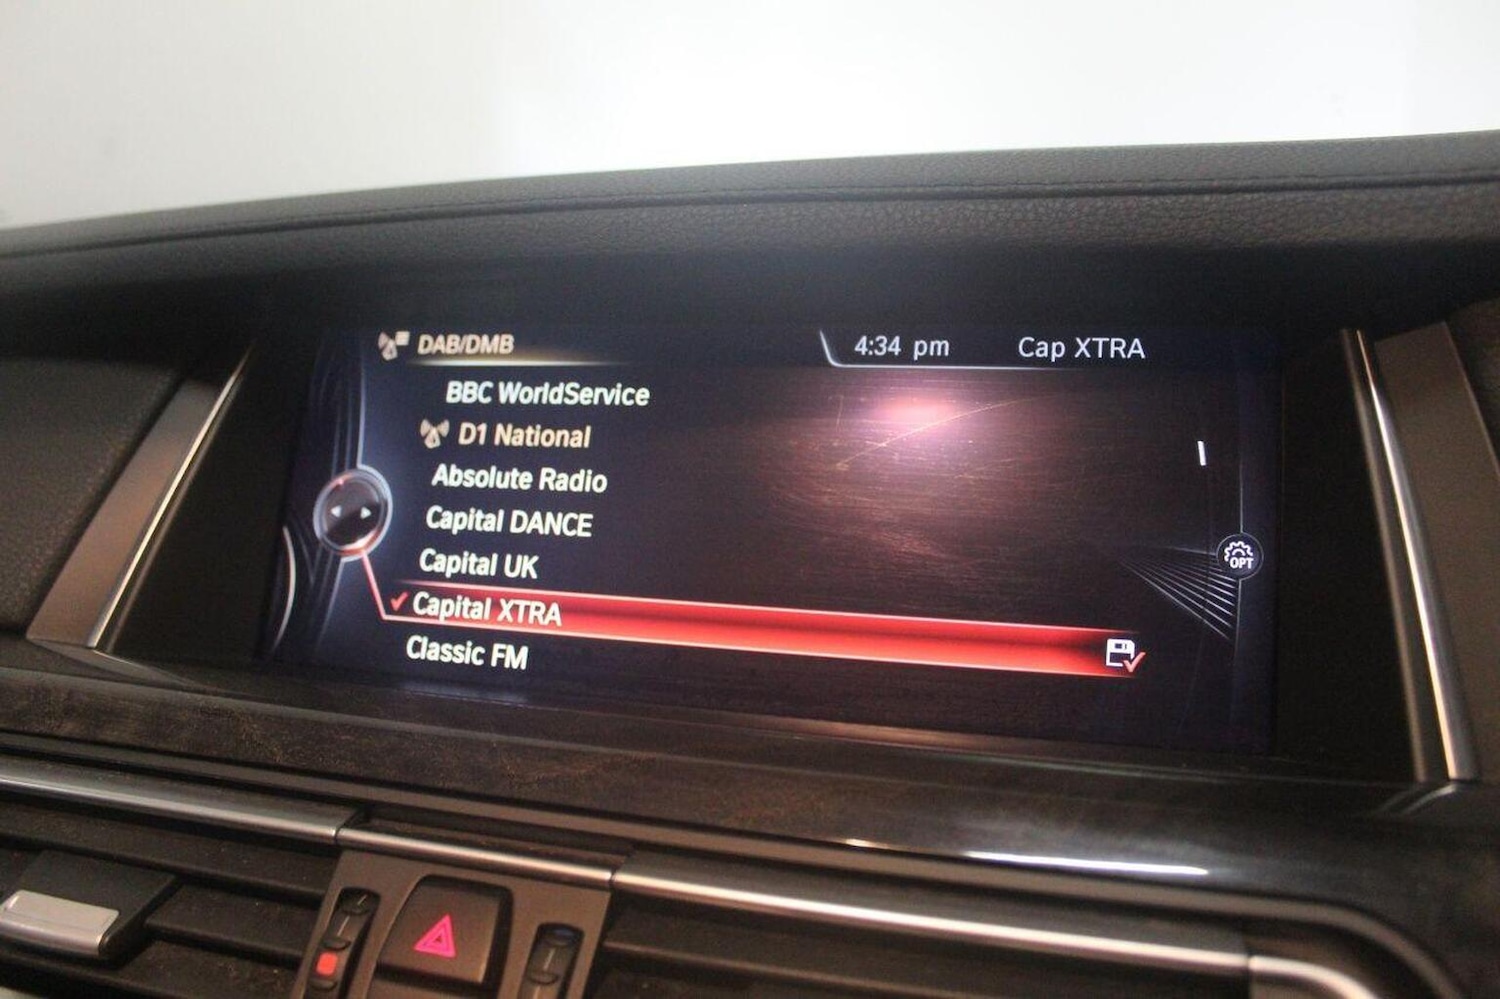 DAB/DMB
4:34 pm
Cap XTRA
BBC WorldService
D1 National
Absolute Radio
Capital DANCE
Capital UK
Capital XTRA
Classic FM
OPT